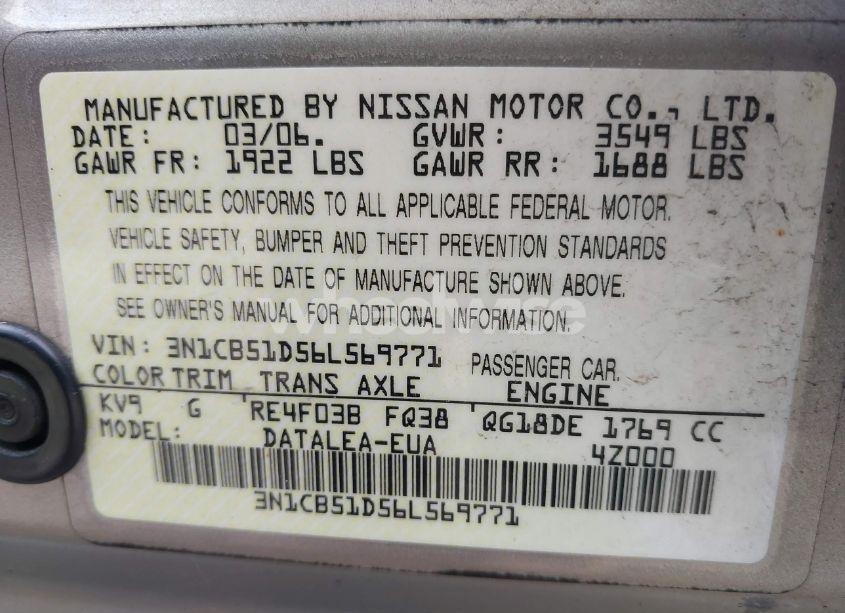 MANUFACTURED BY NISSAN MOTOR CO., LTD.
DATE: 03/06. GVWR: 3549 LBS
GAWR FR: 1922 LBS GAWR RR: 1688 LBS
THIS VEHICLE CONFORMS TO ALL APPLICABLE FEDERAL MOTOR.
VEHICLE SAFETY, BUMPER AND THEFT PREVENTION STANDARDS
IN EFFECT ON THE DATE OF MANUFACTURE SHOWN ABOVE.
SEE OWNER'S MANUAL FOR ADDITIONAL INFORMATION.
VIN: 3N1CB51D56L569771 PASSENGER CAR.
COLOR TRIM TRANS AXLE ENGINE
KV9 G RE4F03B FQ38 QG18DE 1769 CC
MODEL: DATALEA-EUA 4Z000
3N1CB51D56L569771